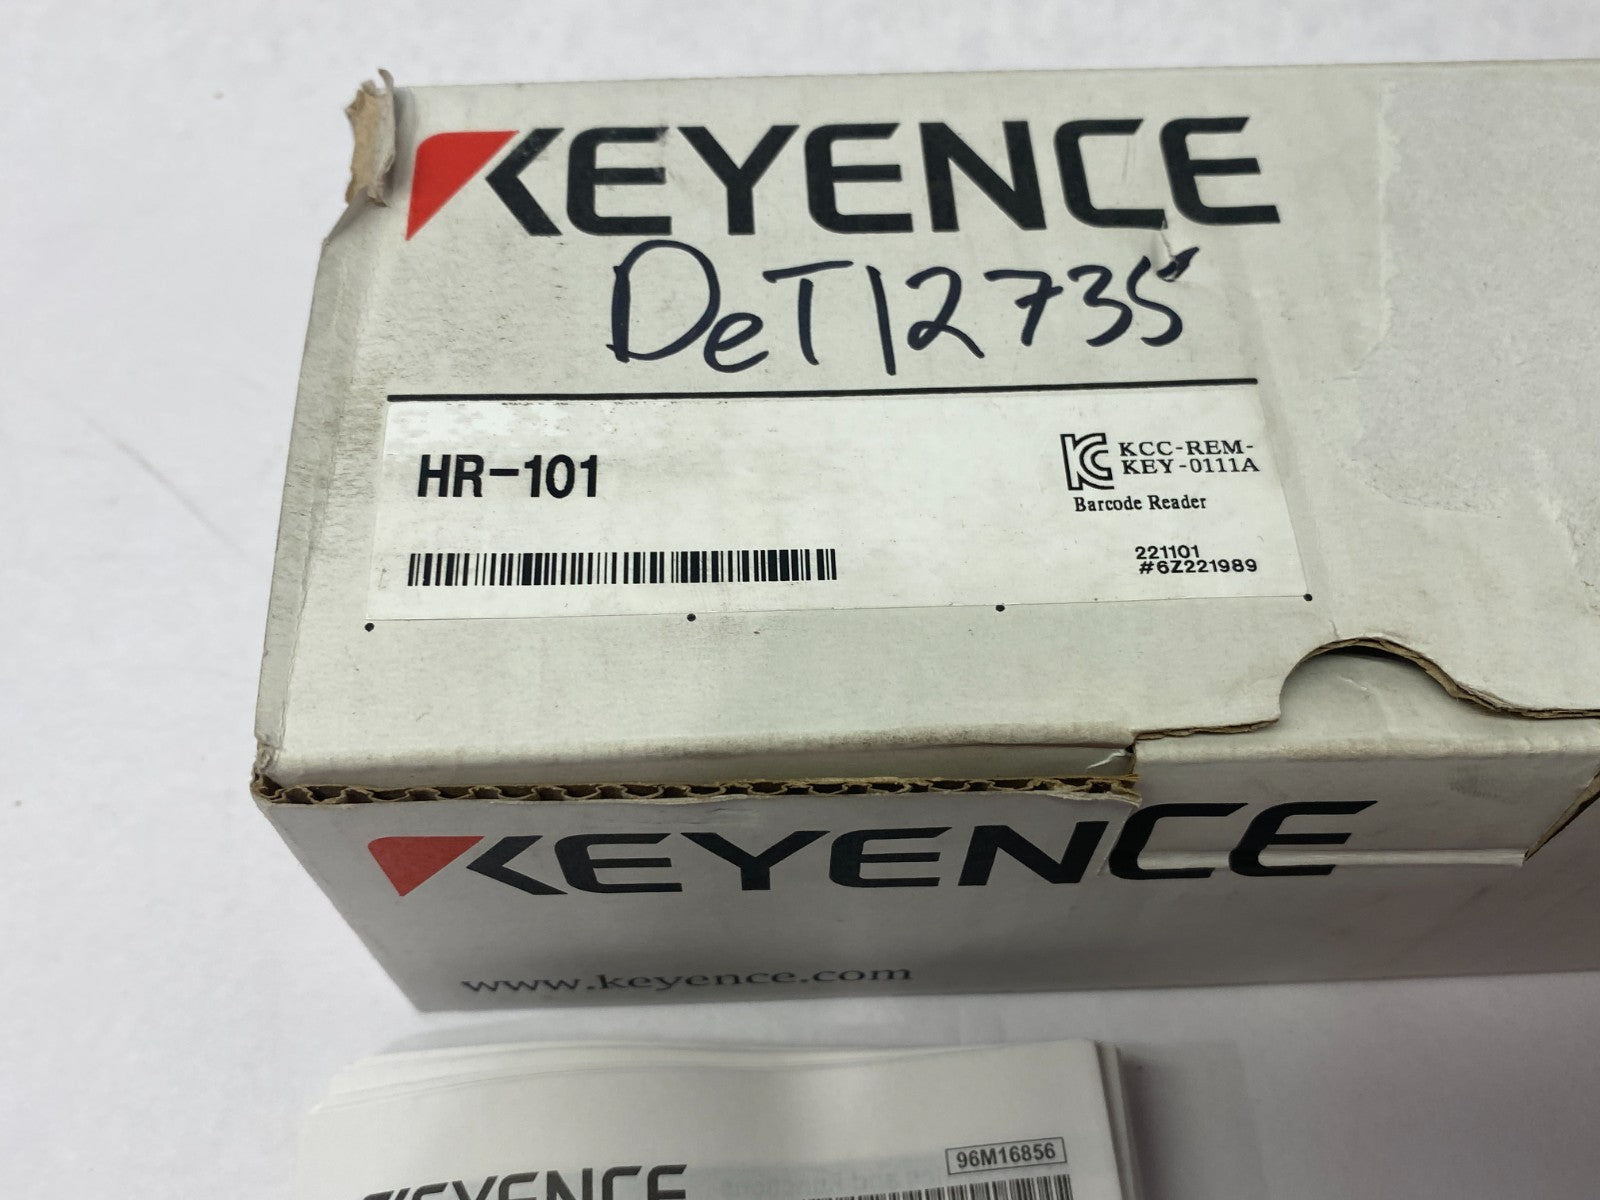 KEYENCE
DeT12735
HR-101
KCC-REM-
KEY-0111A
Barcode Reader
221101
#6Z221989
KEYENCE
www.keyence.com
96M16856
KEYENCE